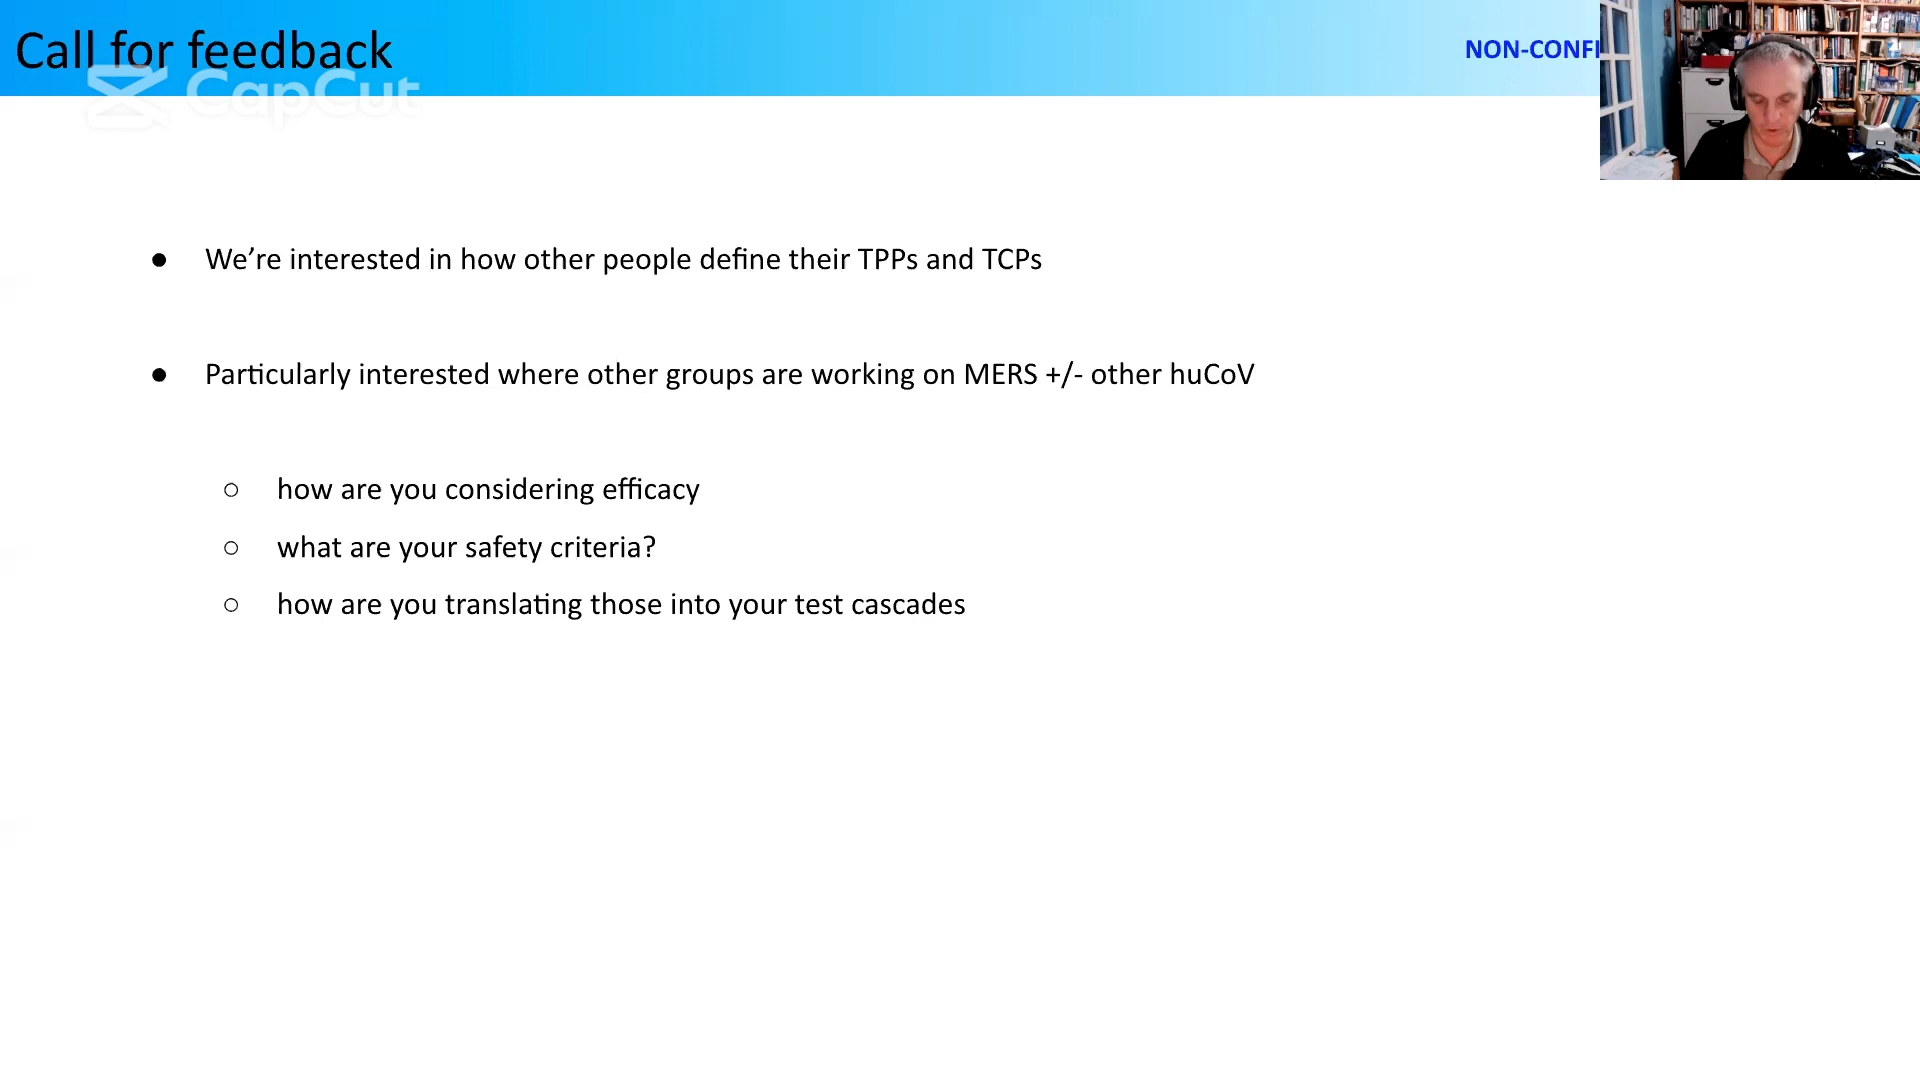 Call for feedback
NON-CONFI
CapCut
● We’re interested in how other people define their TPPs and TCPs
● Particularly interested where other groups are working on MERS +/- other huCoV
○ how are you considering efficacy
○ what are your safety criteria?
○ how are you translating those into your test cascades